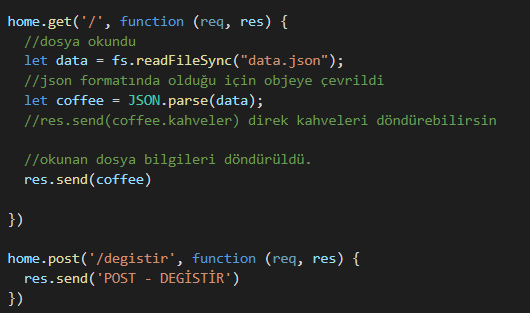 home.get('/', function (req, res) {
  //dosya okundu
  let data = fs.readFileSync("data.json");
  //json formatında olduğu için objeye çevrildi
  let coffee = JSON.parse(data);
  //res.send(coffee.kahveler) direk kahveleri döndürebilirsin
  //okunan dosya bilgileri döndürüldü.
  res.send(coffee)
})
home.post('/degistir', function (req, res) {
  res.send('POST - DEGİSTİR')
})